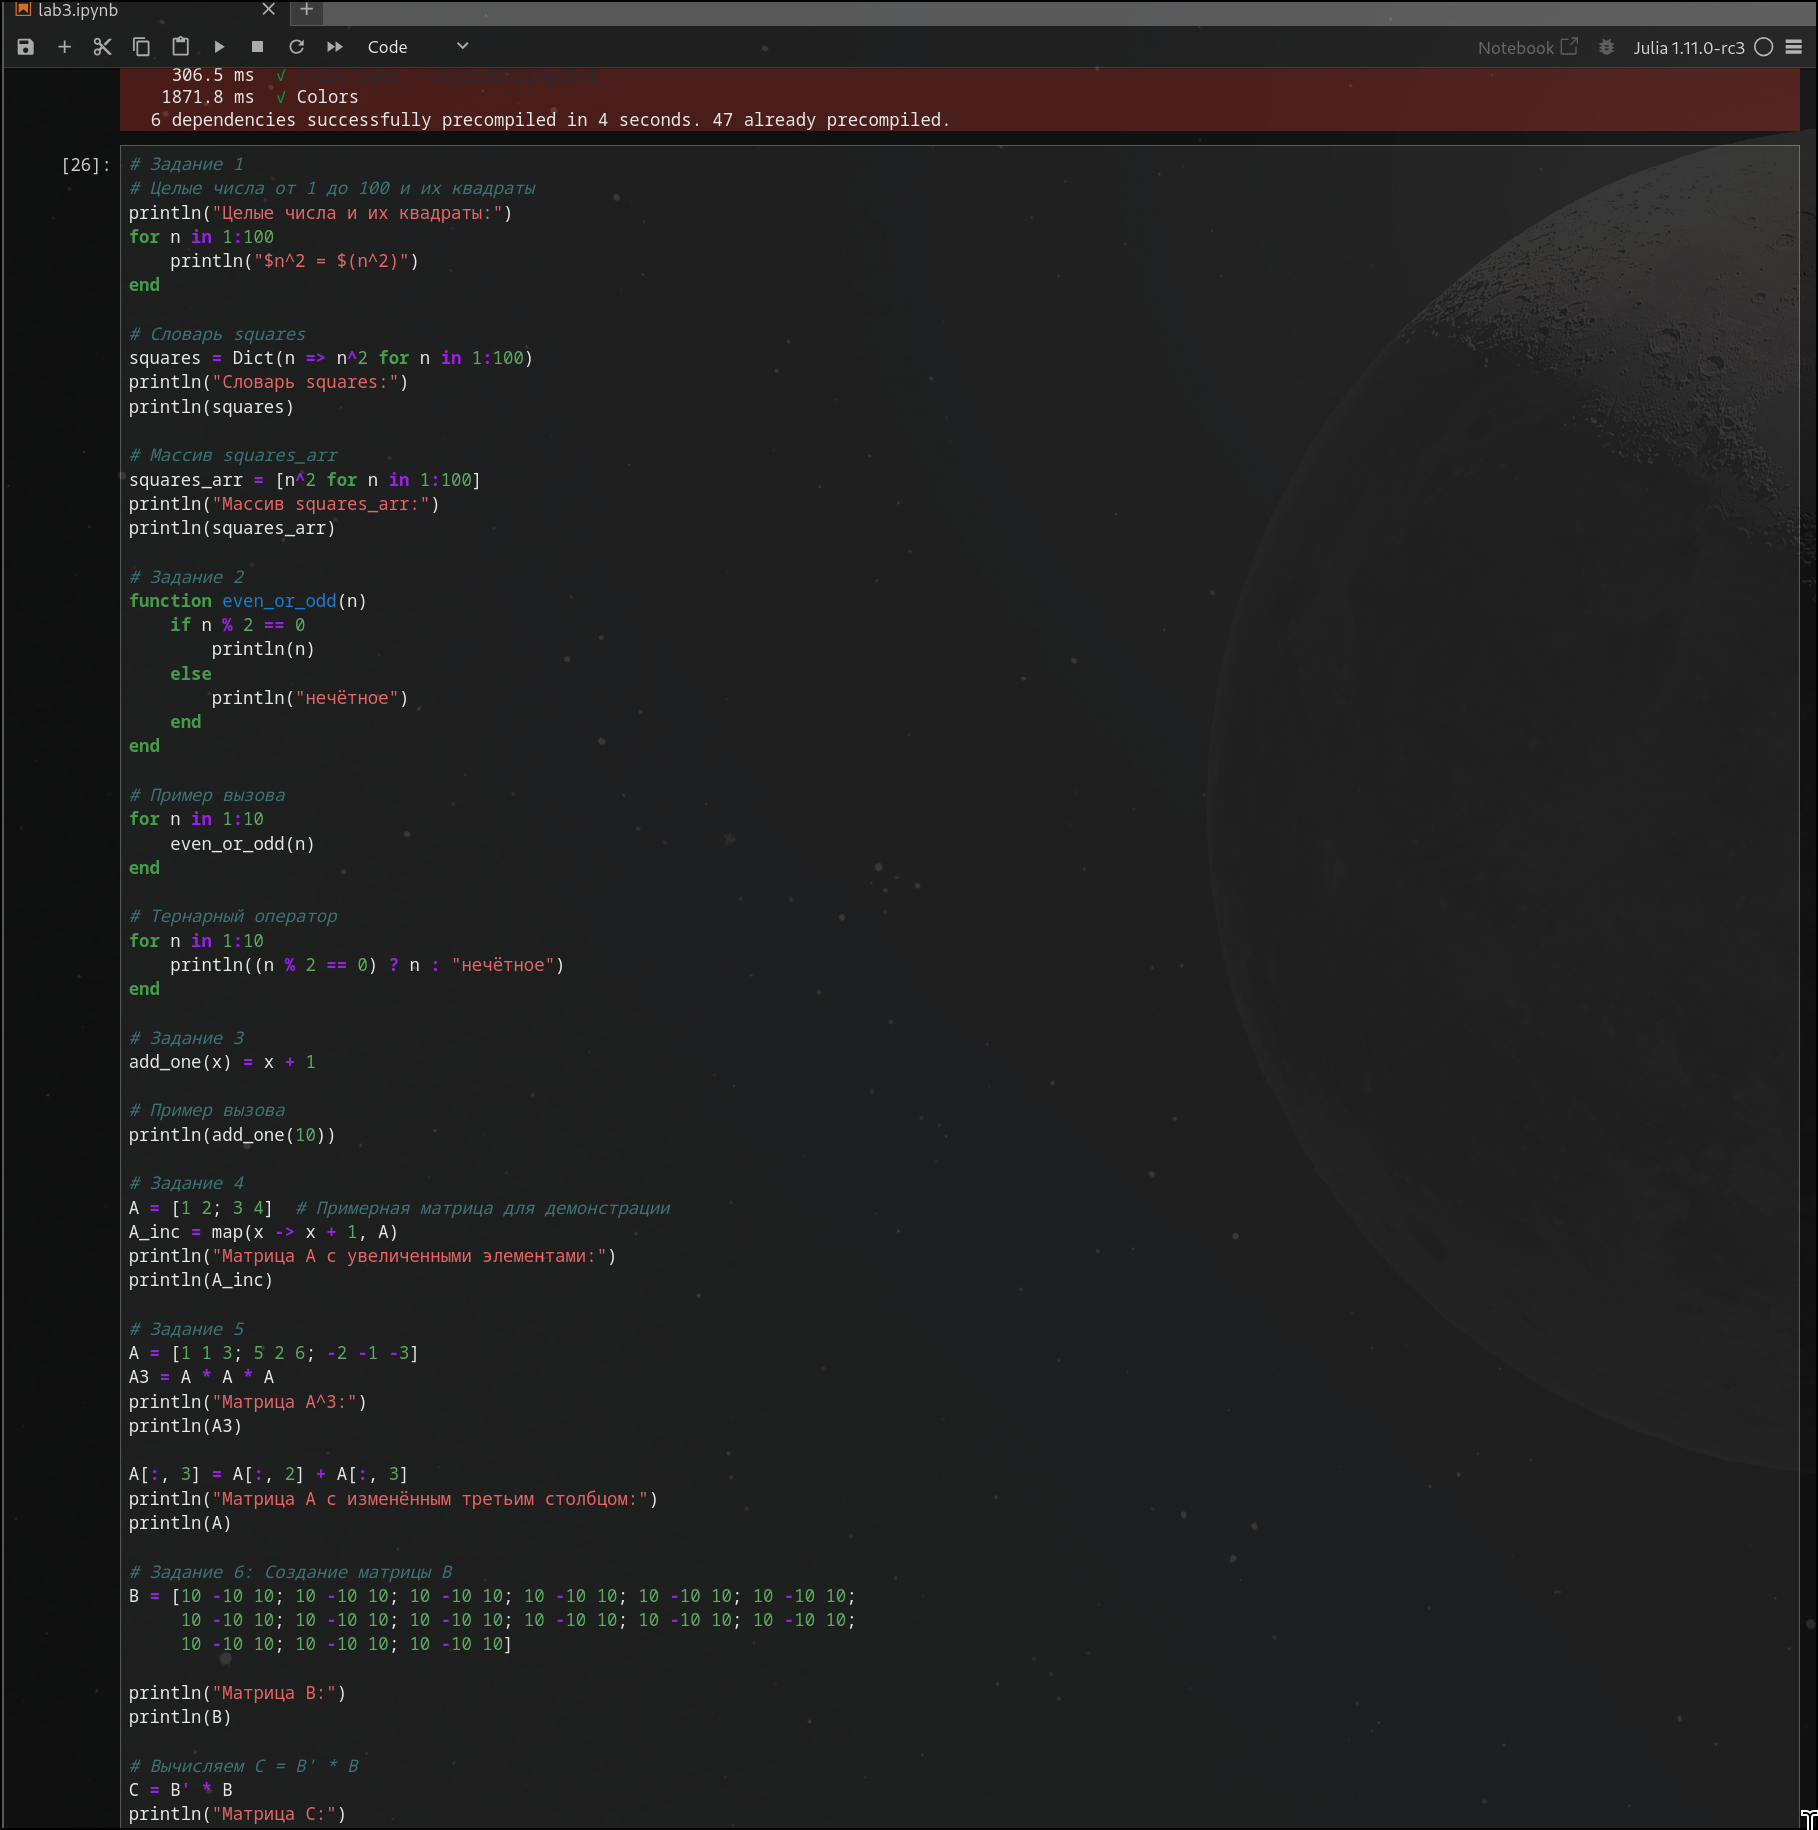 lab3.ipynb
Code
Notebook
Julia 1.11.0-rc3
306.5 ms ✓
1871.8 ms ✓ Colors
6 dependencies successfully precompiled in 4 seconds. 47 already precompiled.
[26]:
# Задание 1
# Целые числа от 1 до 100 и их квадраты
println("Целые числа и их квадраты:")
for n in 1:100
    println("$n^2 = $(n^2)")
end
# Словарь squares
squares = Dict(n => n^2 for n in 1:100)
println("Словарь squares:")
println(squares)
# Массив squares_arr
squares_arr = [n^2 for n in 1:100]
println("Массив squares_arr:")
println(squares_arr)
# Задание 2
function even_or_odd(n)
    if n % 2 == 0
        println(n)
    else
        println("нечётное")
    end
end
# Пример вызова
for n in 1:10
    even_or_odd(n)
end
# Тернарный оператор
for n in 1:10
    println((n % 2 == 0) ? n : "нечётное")
end
# Задание 3
add_one(x) = x + 1
# Пример вызова
println(add_one(10))
# Задание 4
A = [1 2; 3 4]  # Примерная матрица для демонстрации
A_inc = map(x -> x + 1, A)
println("Матрица A с увеличенными элементами:")
println(A_inc)
# Задание 5
A = [1 1 3; 5 2 6; -2 -1 -3]
A3 = A * A * A
println("Матрица A^3:")
println(A3)
A[:, 3] = A[:, 2] + A[:, 3]
println("Матрица A с изменённым третьим столбцом:")
println(A)
# Задание 6: Создание матрицы B
B = [10 -10 10; 10 -10 10; 10 -10 10; 10 -10 10; 10 -10 10; 10 -10 10;
     10 -10 10; 10 -10 10; 10 -10 10; 10 -10 10; 10 -10 10; 10 -10 10;
     10 -10 10; 10 -10 10; 10 -10 10]
println("Матрица B:")
println(B)
# Вычисляем C = B' * B
C = B' * B
println("Матрица C:")